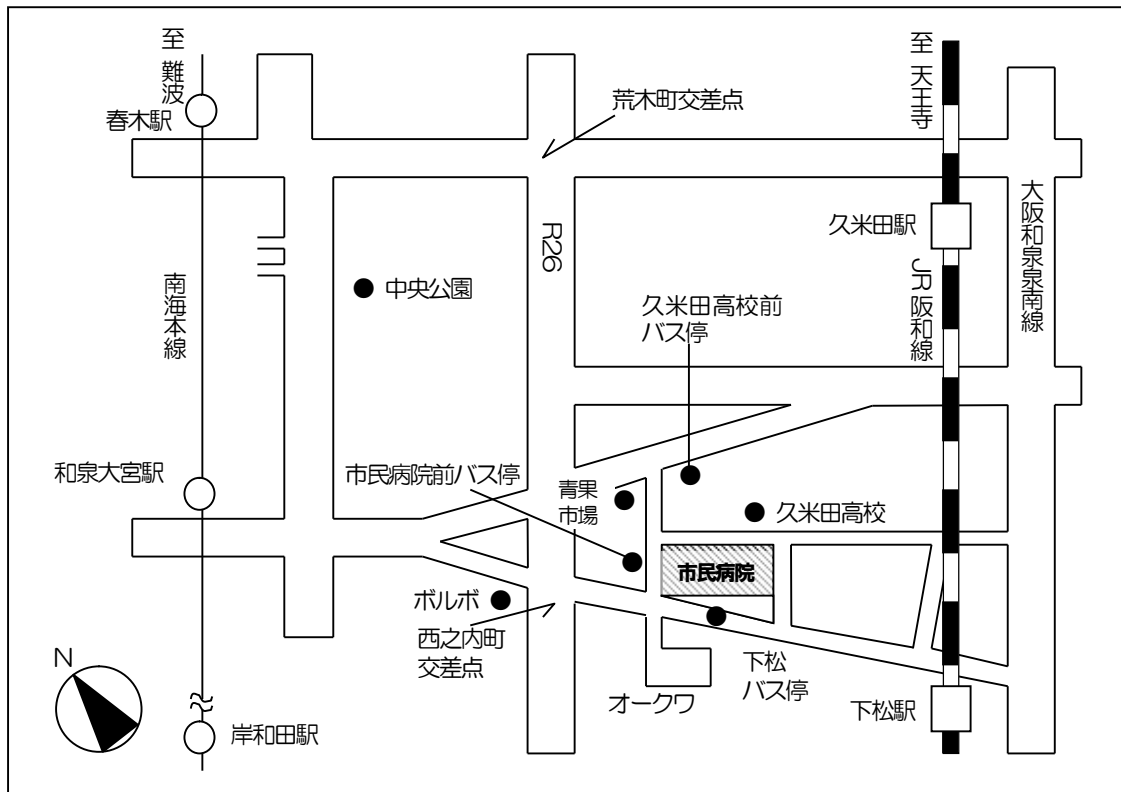 至 難波
春木駅
荒木町交差点
至 天王寺
久米田駅
大阪和泉泉南線
R26
南海本線
中央公園
久米田高校前
バス停
JR阪和線
和泉大宮駅
市民病院前バス停
青果
市場
久米田高校
市民病院
ボルボ
西之内町
交差点
下松
バス停
オークワ
下松駅
N
岸和田駅